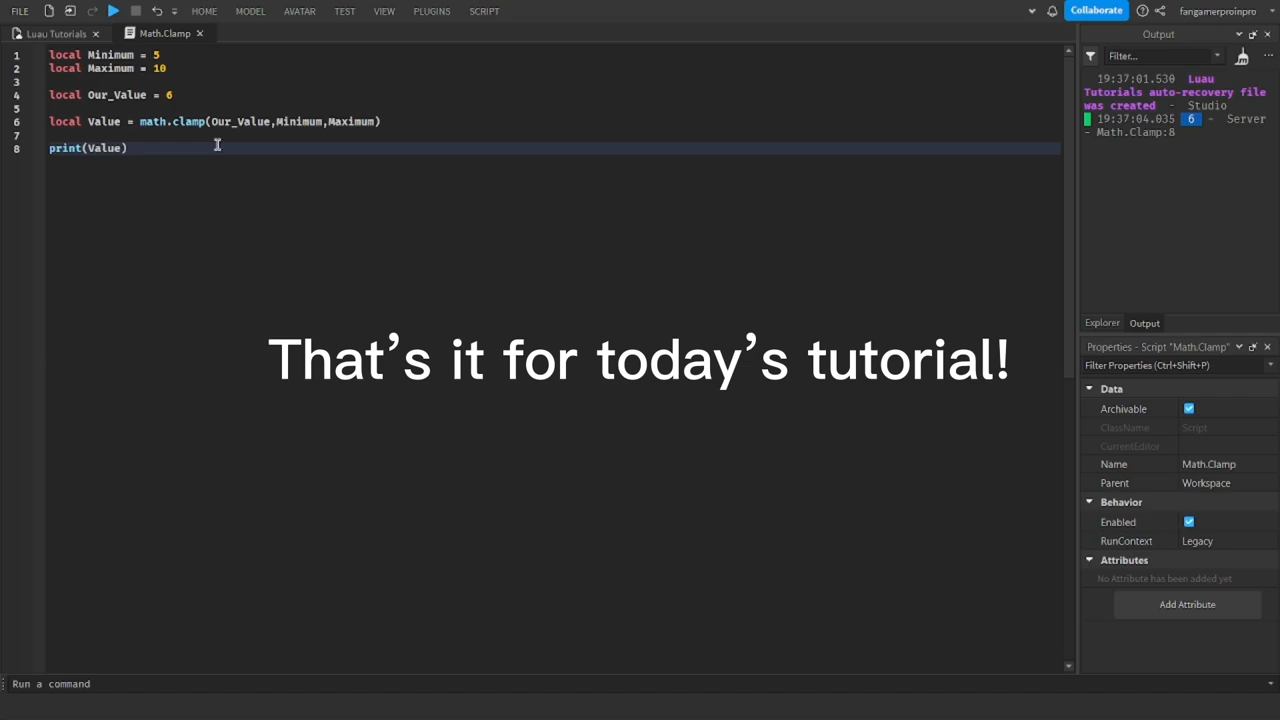 FILE HOME MODEL AVATAR TEST VIEW PLUGINS SCRIPT Collaborate fangamerproinpro
Luau Tutorials Math.Clamp
1 local Minimum = 5
2 local Maximum = 10
3
4 local Our_Value = 6
5
6 local Value = math.clamp(Our_Value,Minimum,Maximum)
7
8 print(Value)
That's it for today's tutorial!
Output
Filter...
19:37:01.530 Luau
Tutorials auto-recovery file
was created - Studio
19:37:04.035 6 - Server
- Math.Clamp:8
Explorer Output
Properties - Script "Math.Clamp"
Filter Properties (Ctrl+Shift+P)
Data
Archivable
ClassName Script
CurrentEditor
Name Math.Clamp
Parent Workspace
Behavior
Enabled
RunContext Legacy
Attributes
No Attribute has been added yet
Add Attribute
Run a command